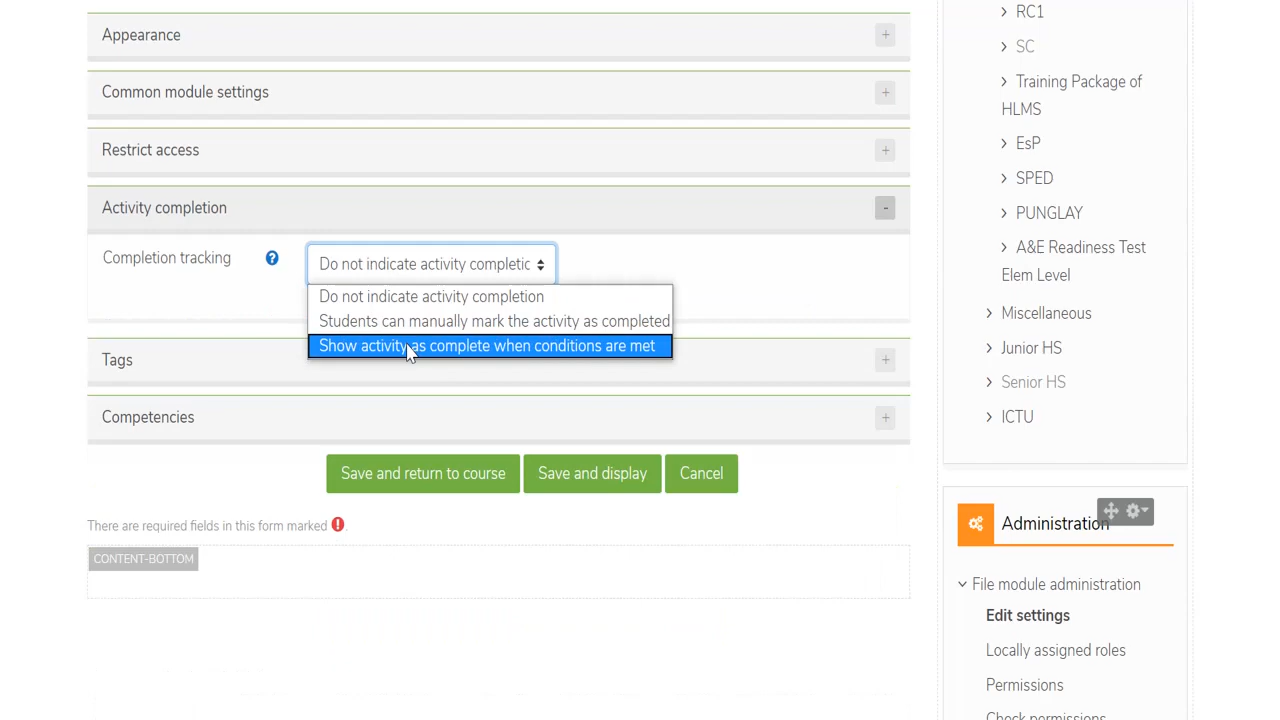 Appearance
+
Common module settings
+
Restrict access
+
Activity completion
-
Completion tracking
?
Do not indicate activity completic
Do not indicate activity completion
Students can manually mark the activity as completed
Show activity as complete when conditions are met
Tags
+
Competencies
+
Save and return to course
Save and display
Cancel
There are required fields in this form marked !.
CONTENT-BOTTOM
RC1
SC
Training Package of
HLMS
EsP
SPED
PUNGLAY
A&E Readiness Test
Elem Level
Miscellaneous
Junior HS
Senior HS
ICTU
Administration
File module administration
Edit settings
Locally assigned roles
Permissions
Check permissions